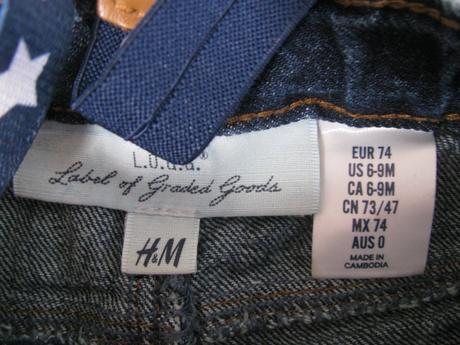 L.o.g.g.®
Label of Graded Goods
H&M
EUR 74
US 6-9M
CA 6-9M
CN 73/47
MX 74
AUS 0
MADE IN
CAMBODIA